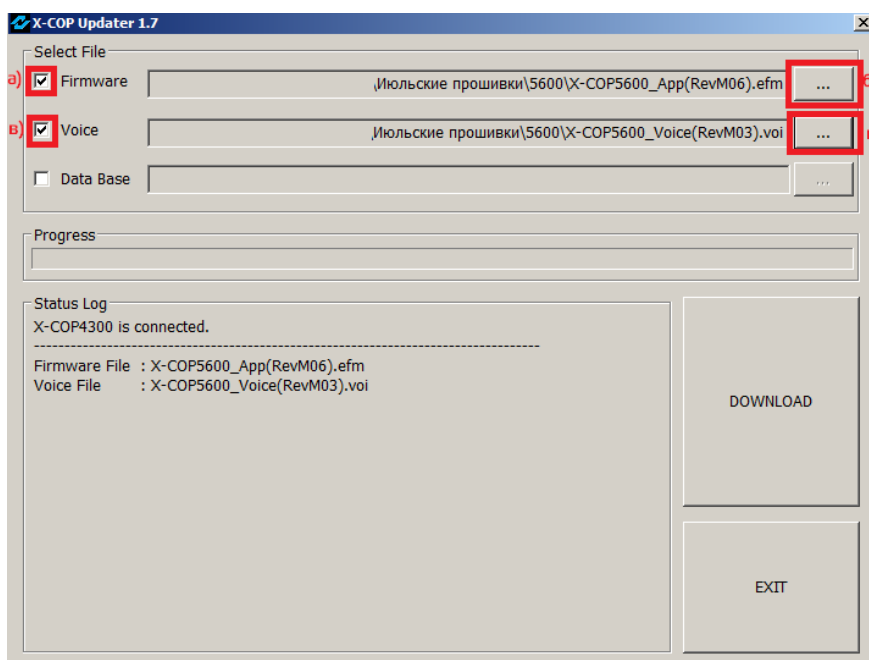 X-COP Updater 1.7
Select File
а) Firmware \Июльские прошивки\5600\X-COP5600_App(RevM06).efm ...
в) Voice \Июльские прошивки\5600\X-COP5600_Voice(RevM03).voi ...
Data Base ...
Progress
Status Log
X-COP4300 is connected.
--------------------------------------------------------------------------------
Firmware File : X-COP5600_App(RevM06).efm
Voice File : X-COP5600_Voice(RevM03).voi
DOWNLOAD
EXIT